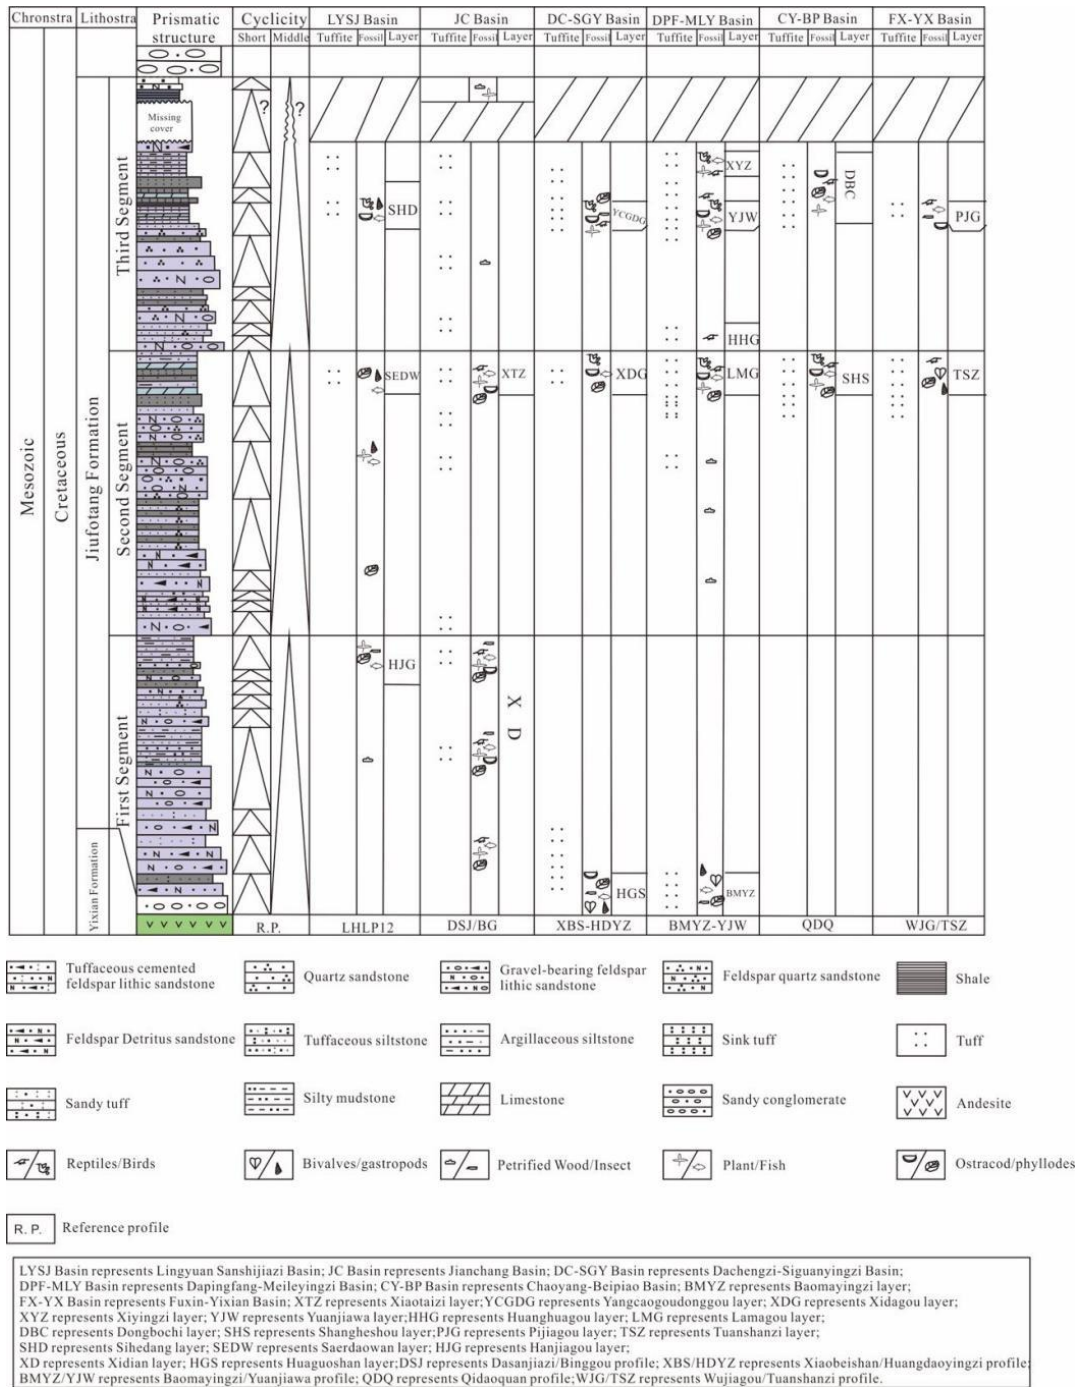 Chronstra Lithostra Prismatic structure Cyclicity LYSJ Basin JC Basin DC-SGY Basin DPF-MLY Basin CY-BP Basin FX-YX Basin
Short Middle Tuffite Fossil Layer Tuffite Fossil Layer Tuffite Fossil Layer Tuffite Fossil Layer Tuffite Fossil Layer Tuffite Fossil Layer
Mesozoic
Cretaceous
Jiufotang Formation
Yixian Formation
Third Segment
Second Segment
First Segment
Missing cover
? ?
SHD
YCGDG
XYZ
YJW
HHG
DBC
PJG
SEDW
XTZ
XDG
LMG
SHS
TSZ
HJG
X D
HGS
BMYZ
R.P. LHLP12 DSJ/BG XBS-HDYZ BMYZ-YJW QDQ WJG/TSZ
Tuffaceous cemented feldspar lithic sandstone
Quartz sandstone
Gravel-bearing feldspar lithic sandstone
Feldspar quartz sandstone
Shale
Feldspar Detritus sandstone
Tuffaceous siltstone
Argillaceous siltstone
Sink tuff
Tuff
Sandy tuff
Silty mudstone
Limestone
Sandy conglomerate
Andesite
Reptiles/Birds
Bivalves/gastropods
Petrified Wood/Insect
Plant/Fish
Ostracod/phyllodes
R. P. Reference profile
LYSJ Basin represents Lingyuan Sanshijiazi Basin; JC Basin represents Jianchang Basin; DC-SGY Basin represents Dachengzi-Siguanyingzi Basin;
DPF-MLY Basin represents Dapingfang-Meileyingzi Basin; CY-BP Basin represents Chaoyang-Beipiao Basin; BMYZ represents Baomayingzi layer;
FX-YX Basin represents Fuxin-Yixian Basin; XTZ represents Xiaotaizi layer;YCGDG represents Yangcaogoudonggou layer; XDG represents Xidagou layer;
XYZ represents Xiyingzi layer; YJW represents Yuanjiawa layer;HHG represents Huanghuagou layer; LMG represents Lamagou layer;
DBC represents Dongbochi layer; SHS represents Shangheshou layer;PJG represents Pijiagou layer; TSZ represents Tuanshanzi layer;
SHD represents Sihedang layer; SEDW represents Saerdaowan layer; HJG represents Hanjiagou layer;
XD represents Xidian layer; HGS represents Huaguoshan layer;DSJ represents Dasanjiazi/Binggou profile; XBS/HDYZ represents Xiaobeishan/Huangdaoyingzi profile;
BMYZ/YJW represents Baomayingzi/Yuanjiawa profile; QDQ represents Qidaoquan profile;WJG/TSZ represents Wujiagou/Tuanshanzi profile.